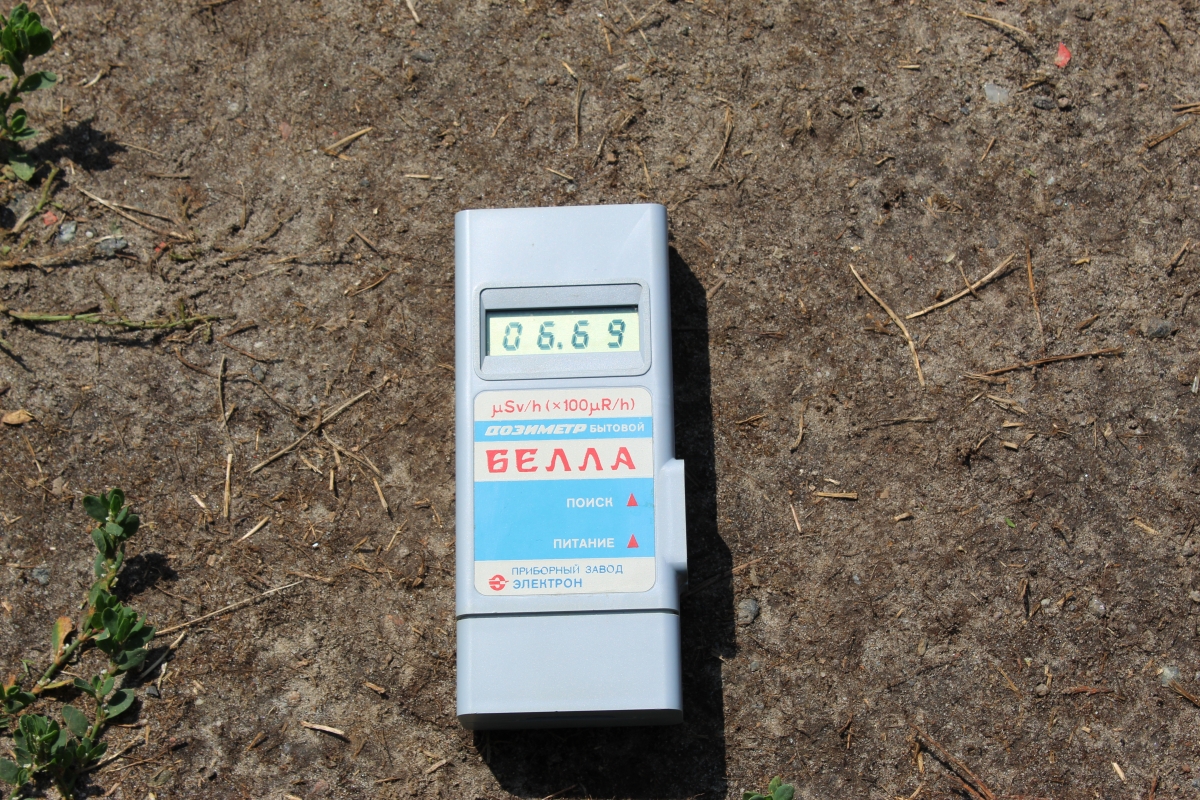 06.69
μSv/h (×100μR/h)
ДОЗИМЕТР БЫТОВОЙ
БЕЛЛА
ПОИСК ▲
ПИТАНИЕ ▲
ПРИБОРНЫЙ ЗАВОД
ЭЛЕКТРОН